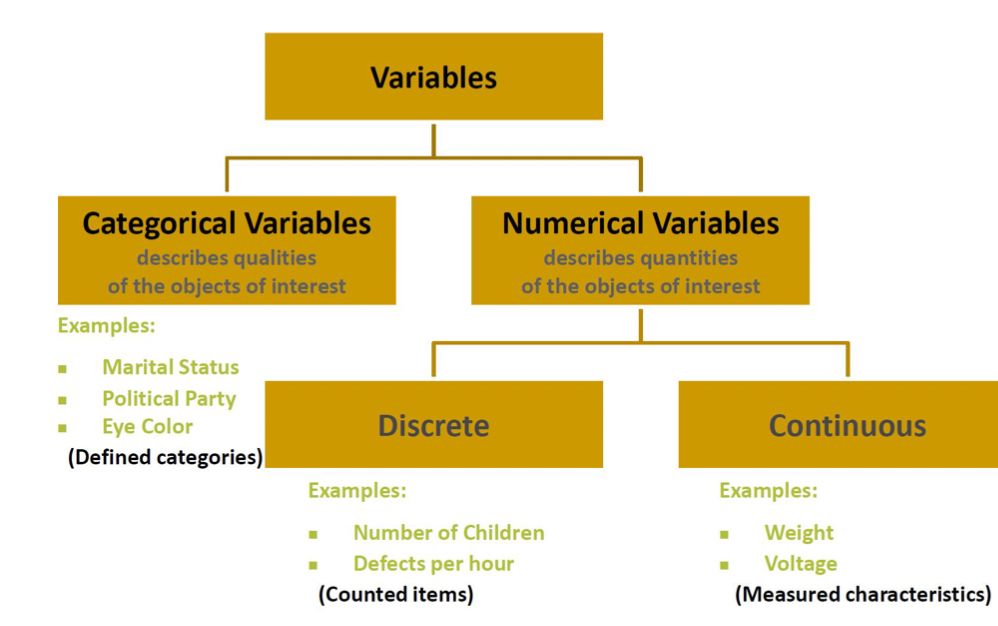 Variables
Categorical Variables
describes qualities
of the objects of interest
Numerical Variables
describes quantities
of the objects of interest
Examples:
▪ Marital Status
▪ Political Party
▪ Eye Color
(Defined categories)
Discrete
Continuous
Examples:
▪ Number of Children
▪ Defects per hour
(Counted items)
Examples:
▪ Weight
▪ Voltage
(Measured characteristics)